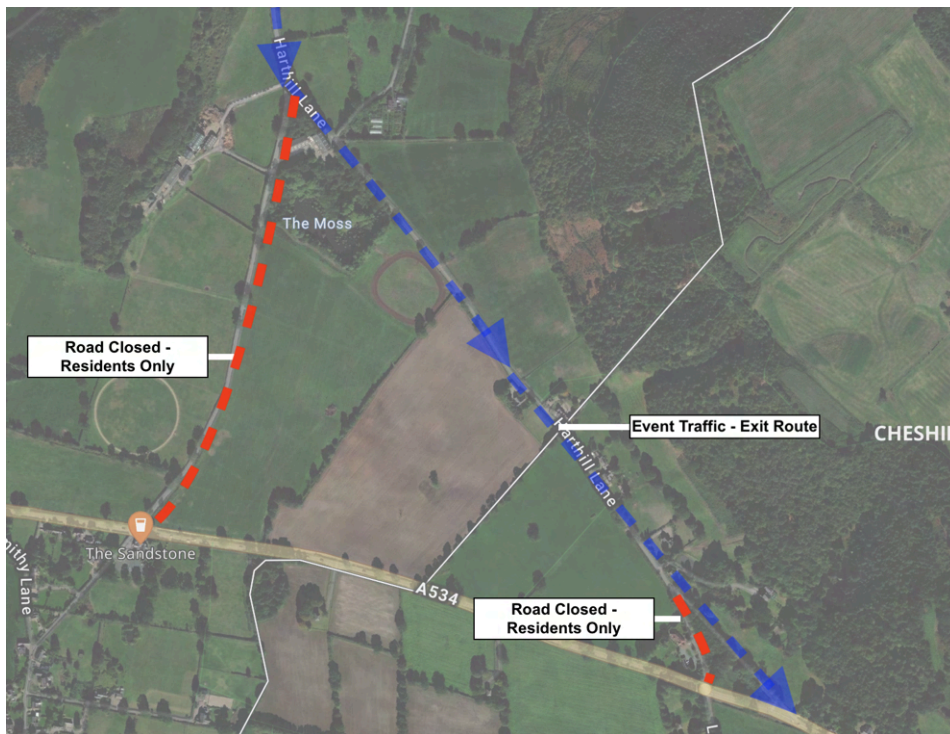 Harthill Lane
The Moss
Road Closed -
Residents Only
Event Traffic - Exit Route
Harthill Lane
CHESHI
The Sandstone
A534
Road Closed -
Residents Only
Lane